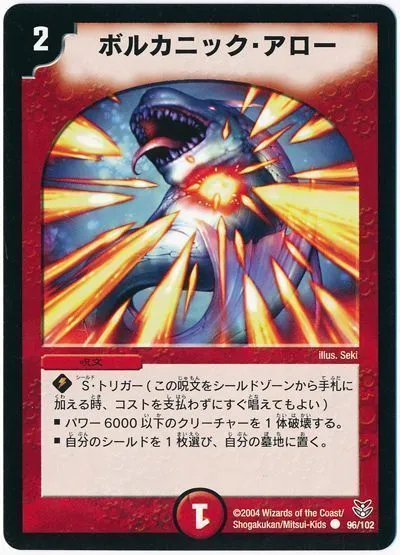 2
ボルカニック・アロー
illus. Seki
呪文
S・トリガー(この呪文をシールドゾーンから手札に
加える時、コストを支払わずにすぐ唱えてもよい)
■ パワー6000以下のクリーチャーを1体破壊する。
■ 自分のシールドを1枚選び、自分の墓地に置く。
1
©2004 Wizards of the Coast/
Shogakukan/Mitsui-Kids ● 96/102